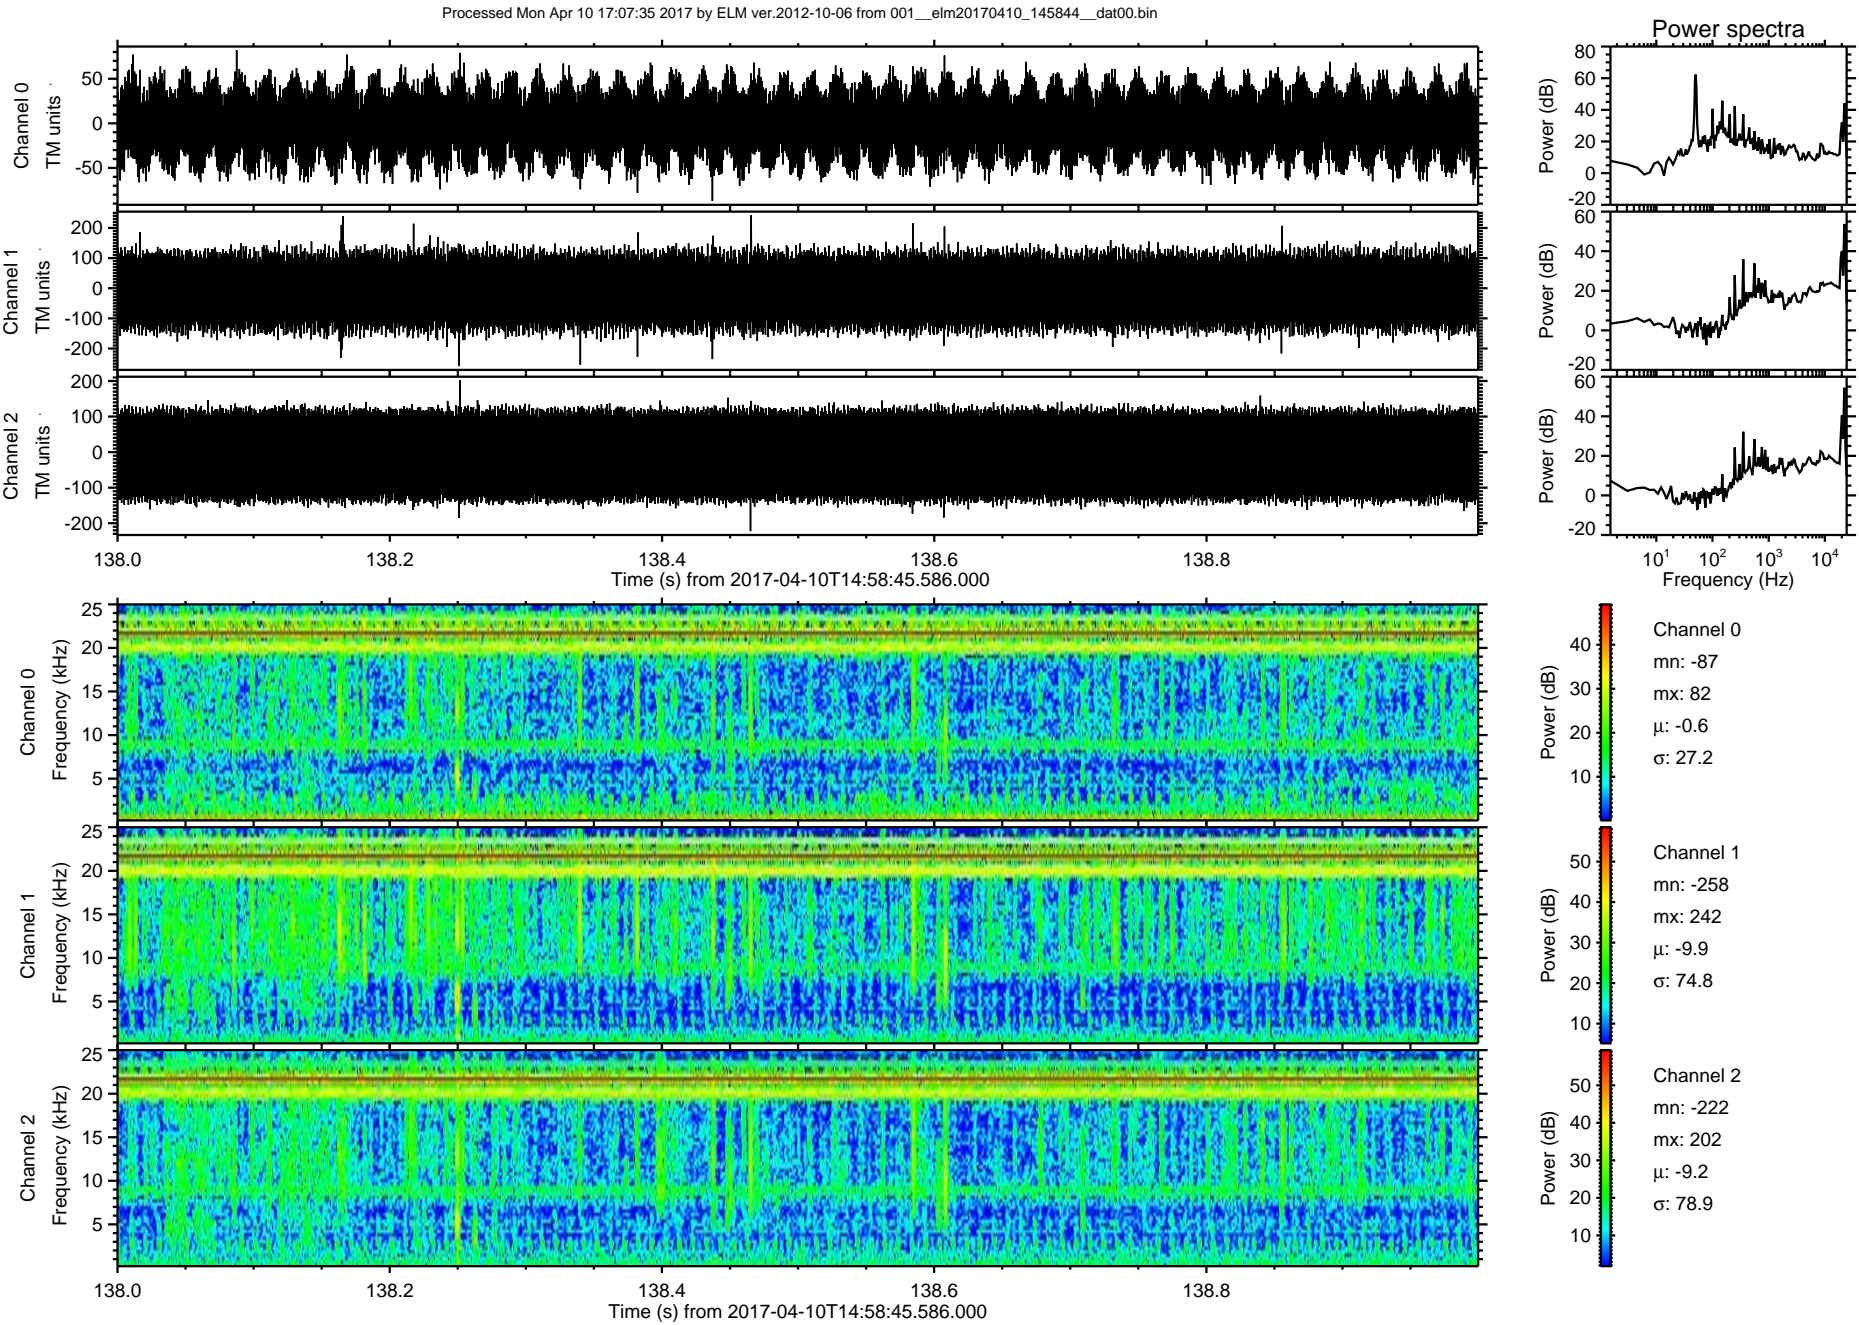 Processed Mon Apr 10 17:07:35 2017 by ELM ver.2012-10-06 from 001__elm20170410_145844__dat00.bin
Power spectra
Channel 0
TM units
50
0
-50
Power (dB)
80
60
40
20
0
-20
Channel 1
TM units
200
100
0
-100
-200
Power (dB)
60
40
20
0
-20
Channel 2
TM units
200
100
0
-100
-200
Power (dB)
60
40
20
0
-20
138.0 138.2 138.4 138.6 138.8
Time (s) from 2017-04-10T14:58:45.586.000
10¹ 10² 10³ 10⁴
Frequency (Hz)
Channel 0
Frequency (kHz)
25
20
15
10
5
Power (dB)
40
30
20
10
Channel 0
mn: -87
mx: 82
μ: -0.6
σ: 27.2
Channel 1
Frequency (kHz)
25
20
15
10
5
Power (dB)
50
40
30
20
10
Channel 1
mn: -258
mx: 242
μ: -9.9
σ: 74.8
Channel 2
Frequency (kHz)
25
20
15
10
5
Power (dB)
50
40
30
20
10
Channel 2
mn: -222
mx: 202
μ: -9.2
σ: 78.9
138.0 138.2 138.4 138.6 138.8
Time (s) from 2017-04-10T14:58:45.586.000